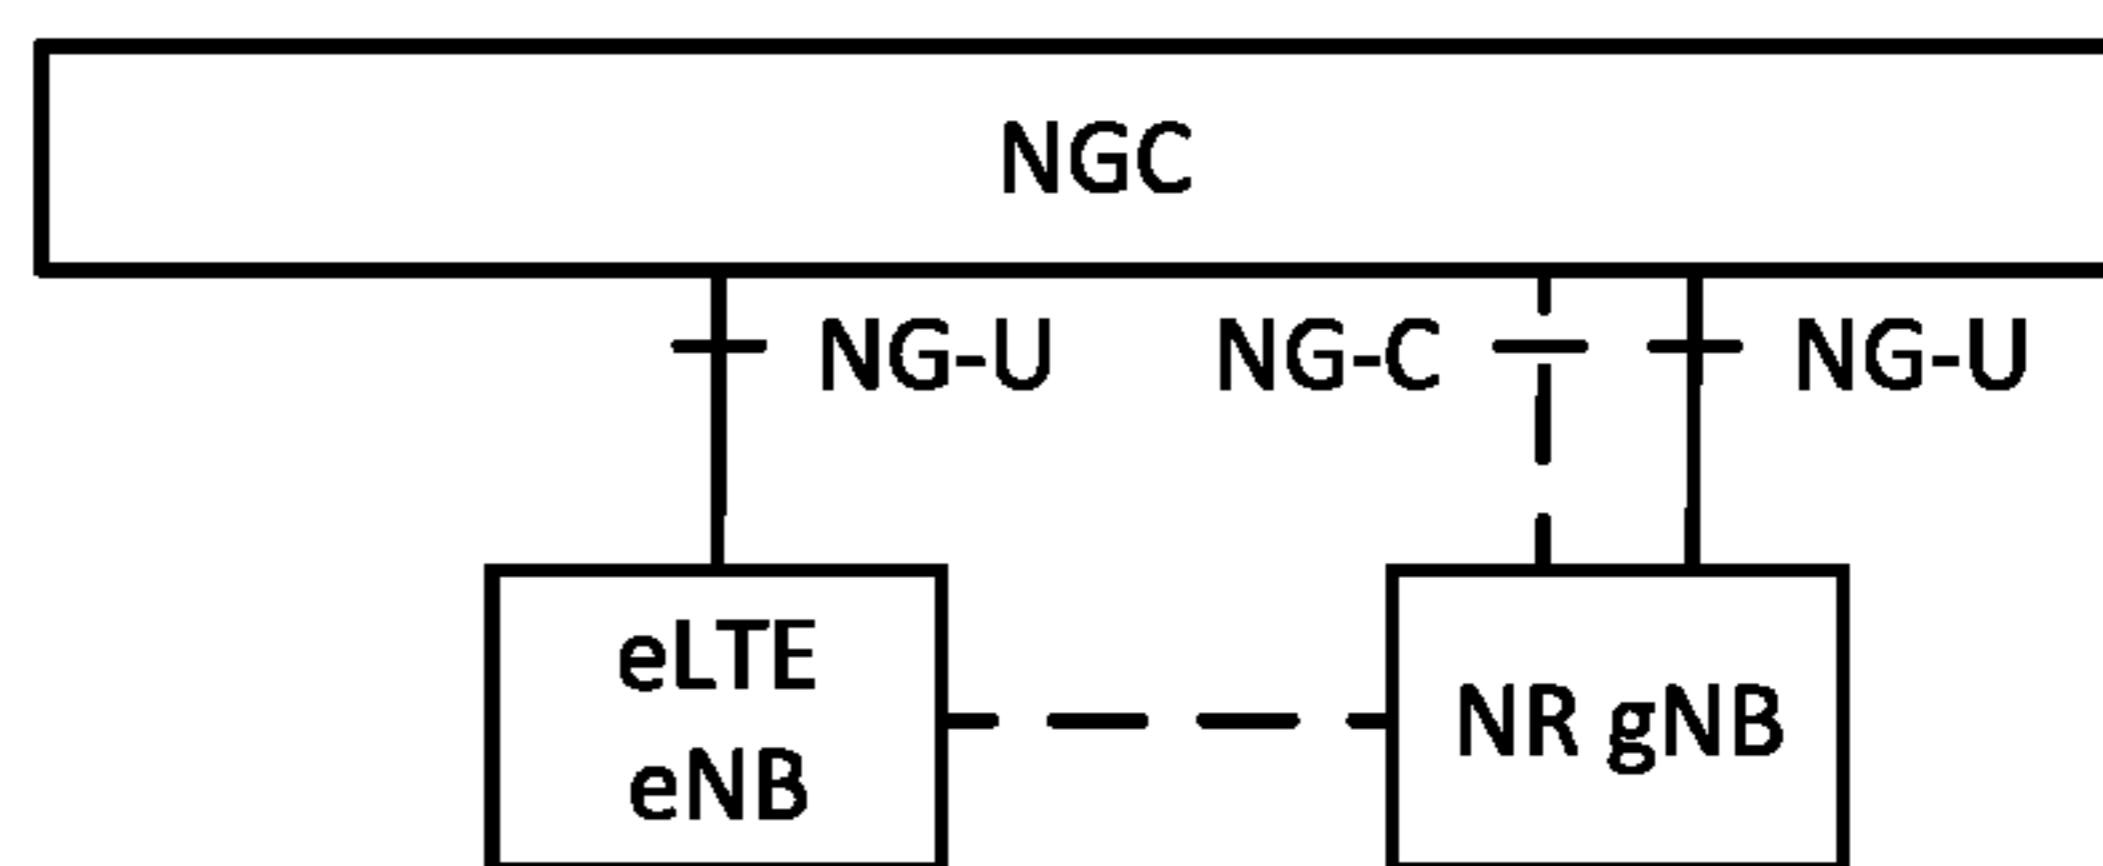 NGC
NG-U
NG-C
NG-U
eLTE
eNB
NR gNB